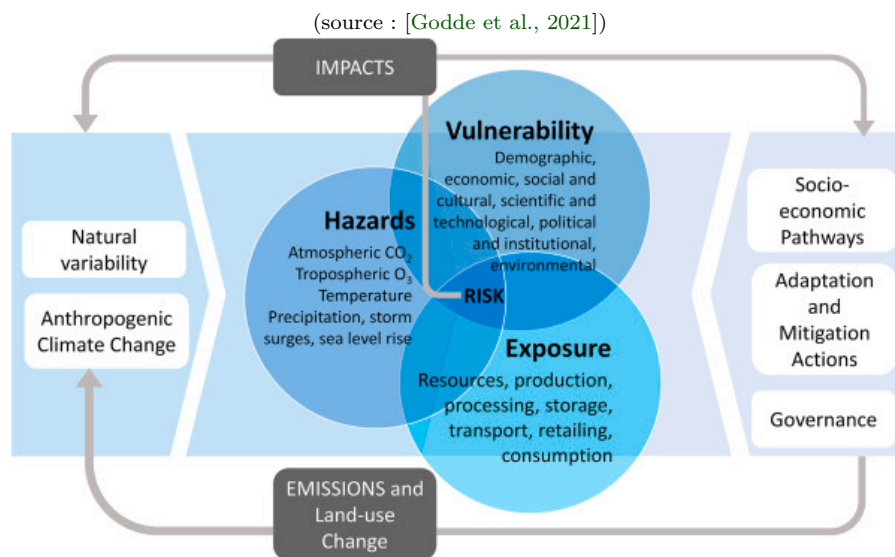 (source : [Godde et al., 2021])
IMPACTS
Vulnerability
Demographic,
economic, social and
cultural, scientific and
technological, political
and institutional,
environmental
Hazards
Atmospheric CO₂
Tropospheric O₃
Temperature
Precipitation, storm
surges, sea level rise
RISK
Exposure
Resources, production,
processing, storage,
transport, retailing,
consumption
Natural
variability
Anthropogenic
Climate Change
Socio-
economic
Pathways
Adaptation
and
Mitigation
Actions
Governance
EMISSIONS and
Land-use
Change